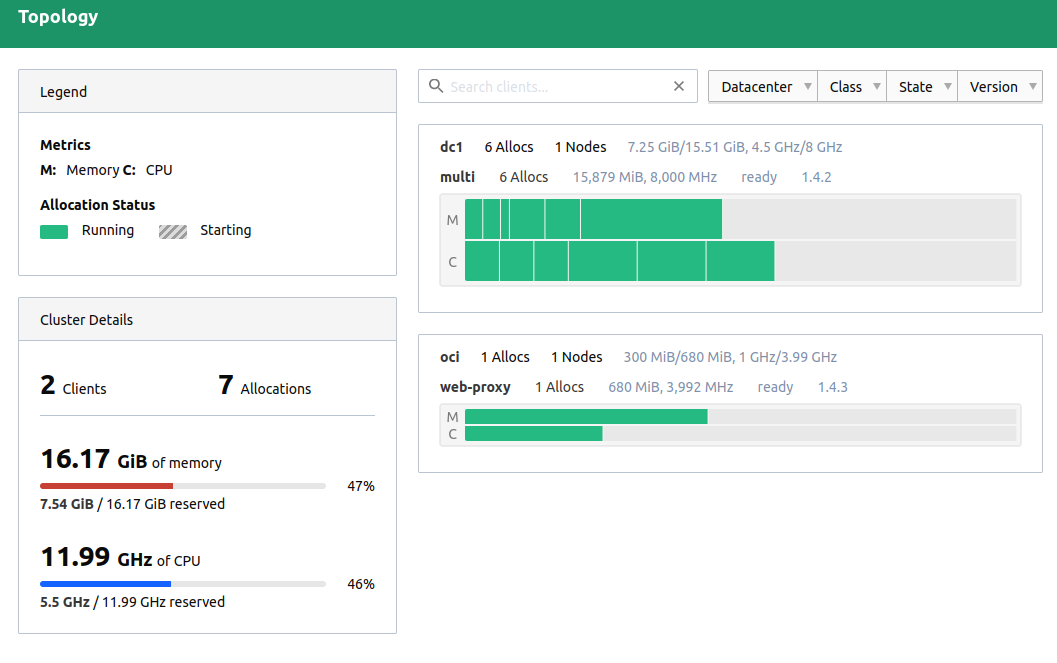 Topology
Legend
Metrics
M: Memory C: CPU
Allocation Status
Running Starting
Cluster Details
2 Clients 7 Allocations
16.17 GiB of memory
47%
7.54 GiB / 16.17 GiB reserved
11.99 GHz of CPU
46%
5.5 GHz / 11.99 GHz reserved
Search clients...
Datacenter Class State Version
dc1 6 Allocs 1 Nodes 7.25 GiB/15.51 GiB, 4.5 GHz/8 GHz
multi 6 Allocs 15,879 MiB, 8,000 MHz ready 1.4.2
M
C
oci 1 Allocs 1 Nodes 300 MiB/680 MiB, 1 GHz/3.99 GHz
web-proxy 1 Allocs 680 MiB, 3,992 MHz ready 1.4.3
M
C